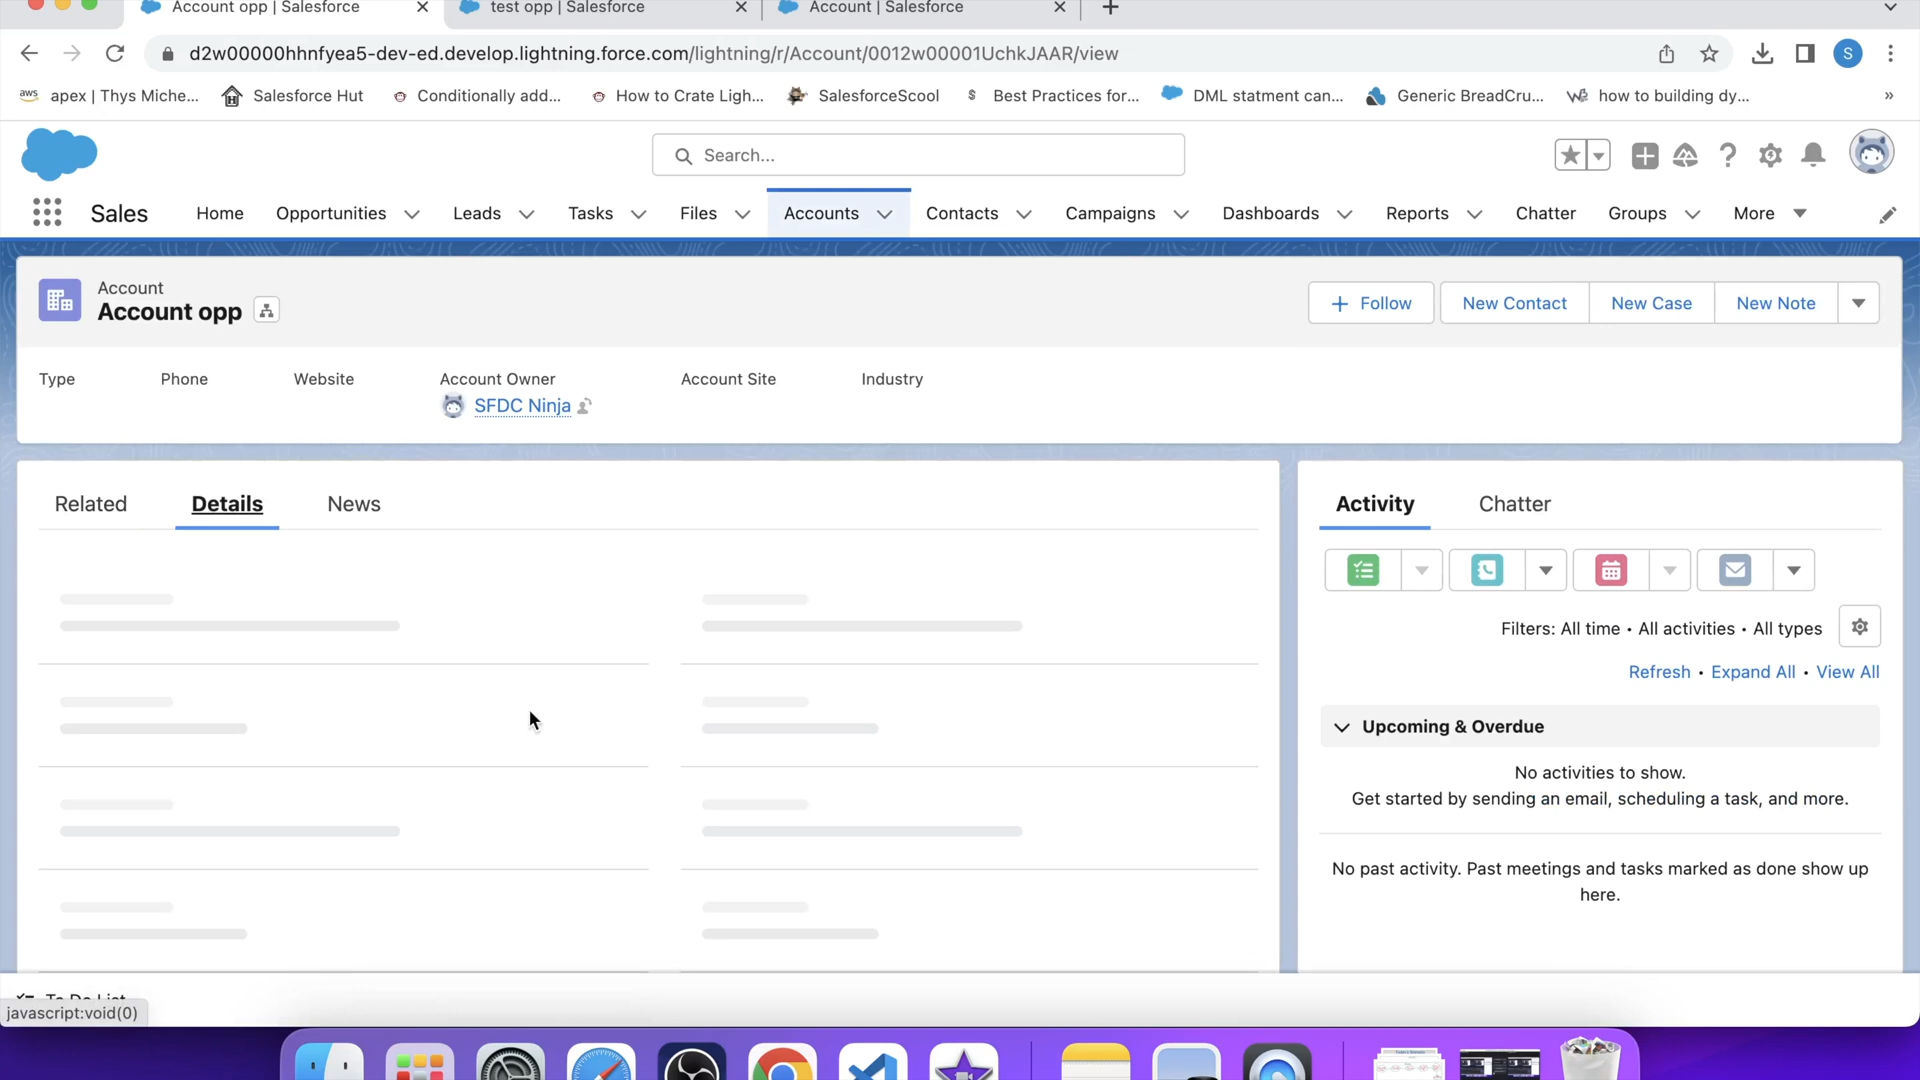 Account opp | Salesforce
test opp | Salesforce
Account | Salesforce
d2w00000hhnfyea5-dev-ed.develop.lightning.force.com/lightning/r/Account/0012w00001UchkJAAR/view
S
aws apex | Thys Miche...
Salesforce Hut
Conditionally add...
How to Crate Ligh...
SalesforceScool
Best Practices for...
DML statment can...
Generic BreadCru...
how to building dy...
»
Search...
Sales
Home
Opportunities
Leads
Tasks
Files
Accounts
Contacts
Campaigns
Dashboards
Reports
Chatter
Groups
More
Account
Account opp
Follow
New Contact
New Case
New Note
Type
Phone
Website
Account Owner
Account Site
Industry
SFDC Ninja
Related
Details
News
Activity
Chatter
Filters: All time • All activities • All types
Refresh • Expand All • View All
Upcoming & Overdue
No activities to show.
Get started by sending an email, scheduling a task, and more.
No past activity. Past meetings and tasks marked as done show up
here.
To Do List
javascript:void(0)